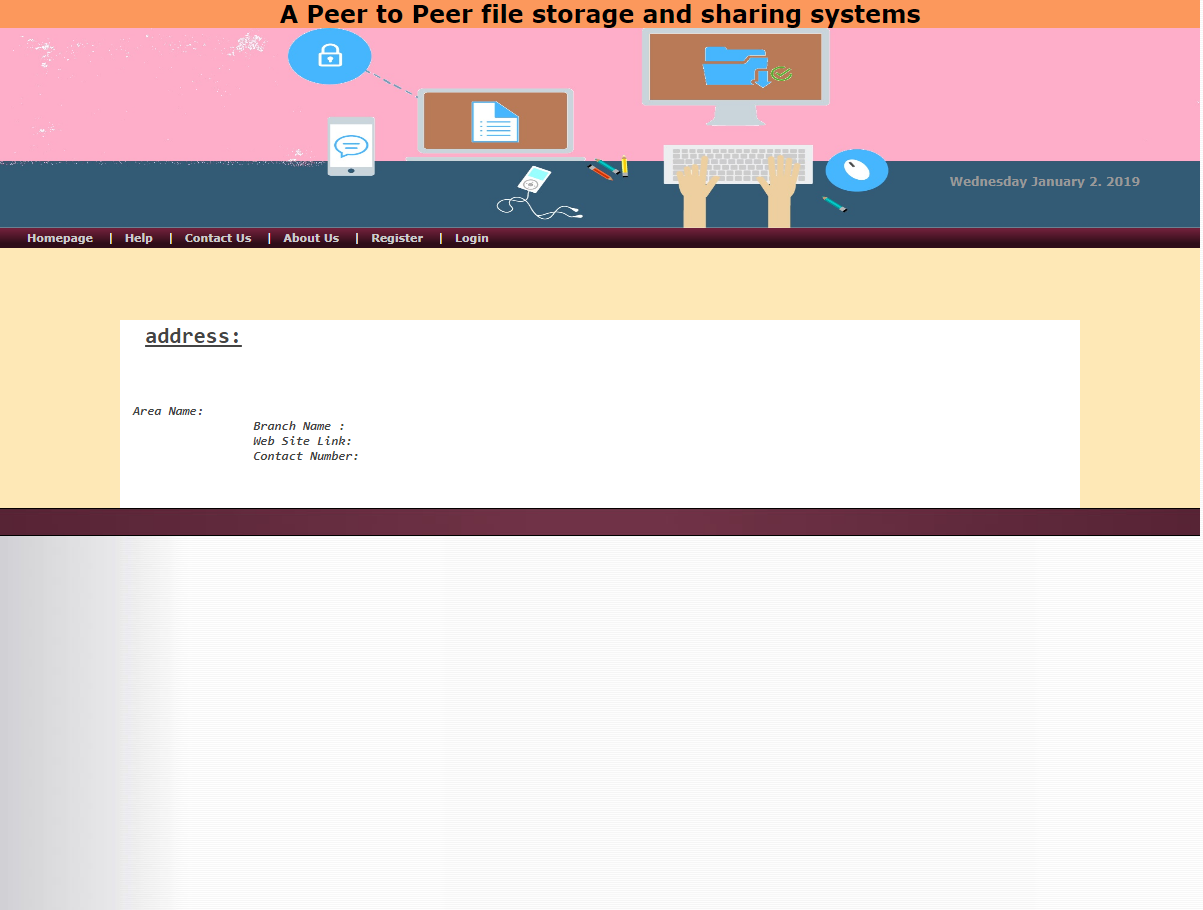 A Peer to Peer file storage and sharing systems
Wednesday January 2. 2019
Homepage | Help | Contact Us | About Us | Register | Login
address:
Area Name:
Branch Name :
Web Site Link:
Contact Number: